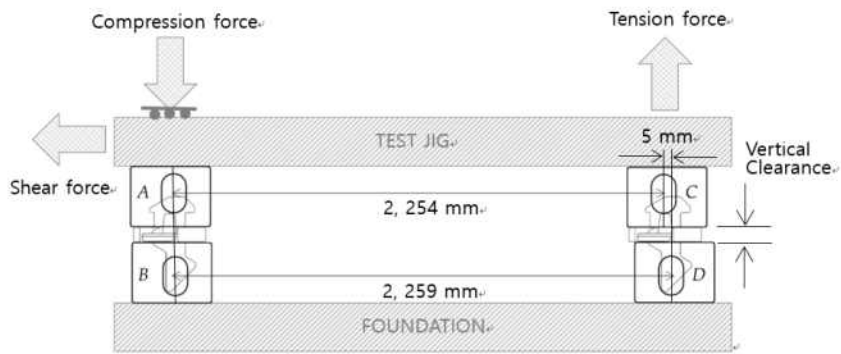 Compression force
Tension force
TEST JIG
5 mm
Vertical
Clearance
Shear force
A
C
2, 254 mm
B
D
2, 259 mm
FOUNDATION